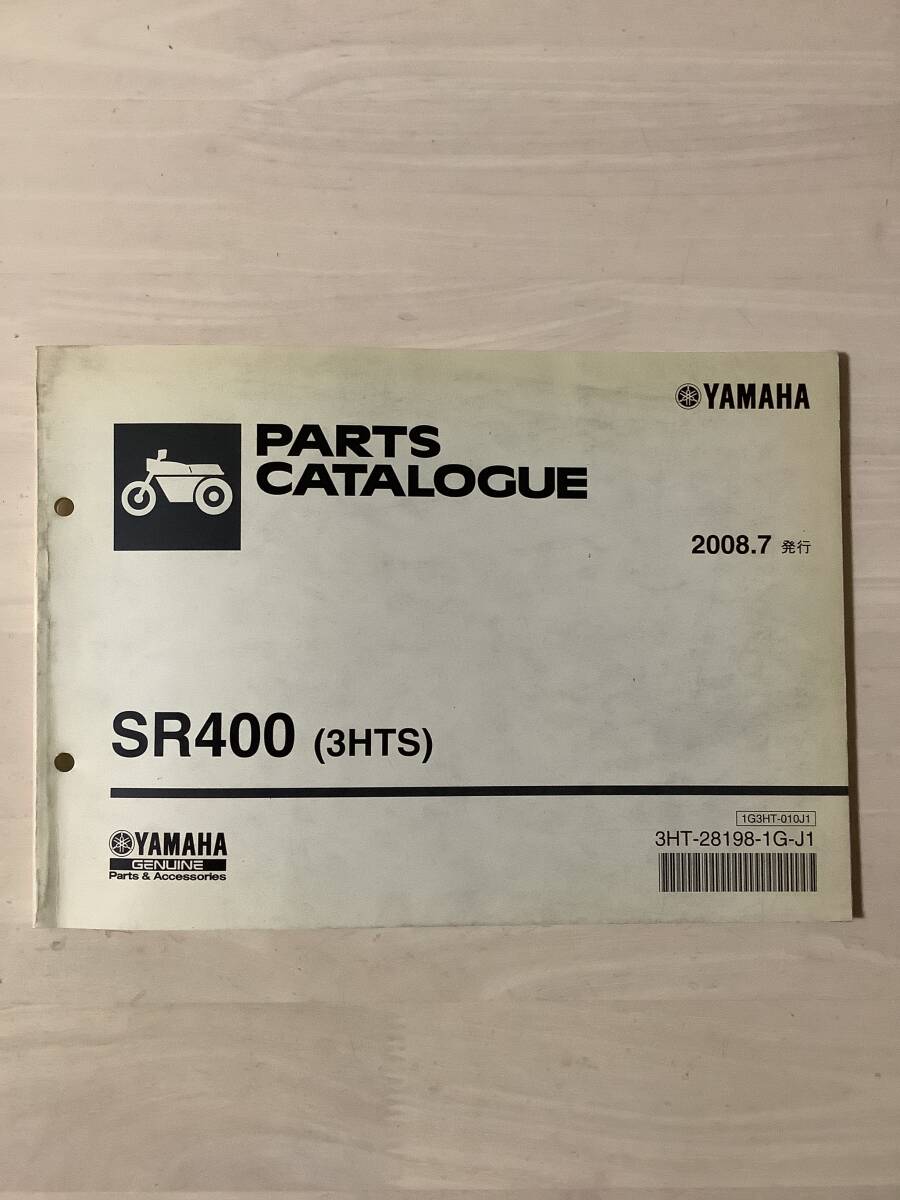 YAMAHA
PARTS
CATALOGUE
2008.7 発行
SR400 (3HTS)
1G3HT-010J1
3HT-28198-1G-J1
YAMAHA
GENUINE
Parts & Accessories